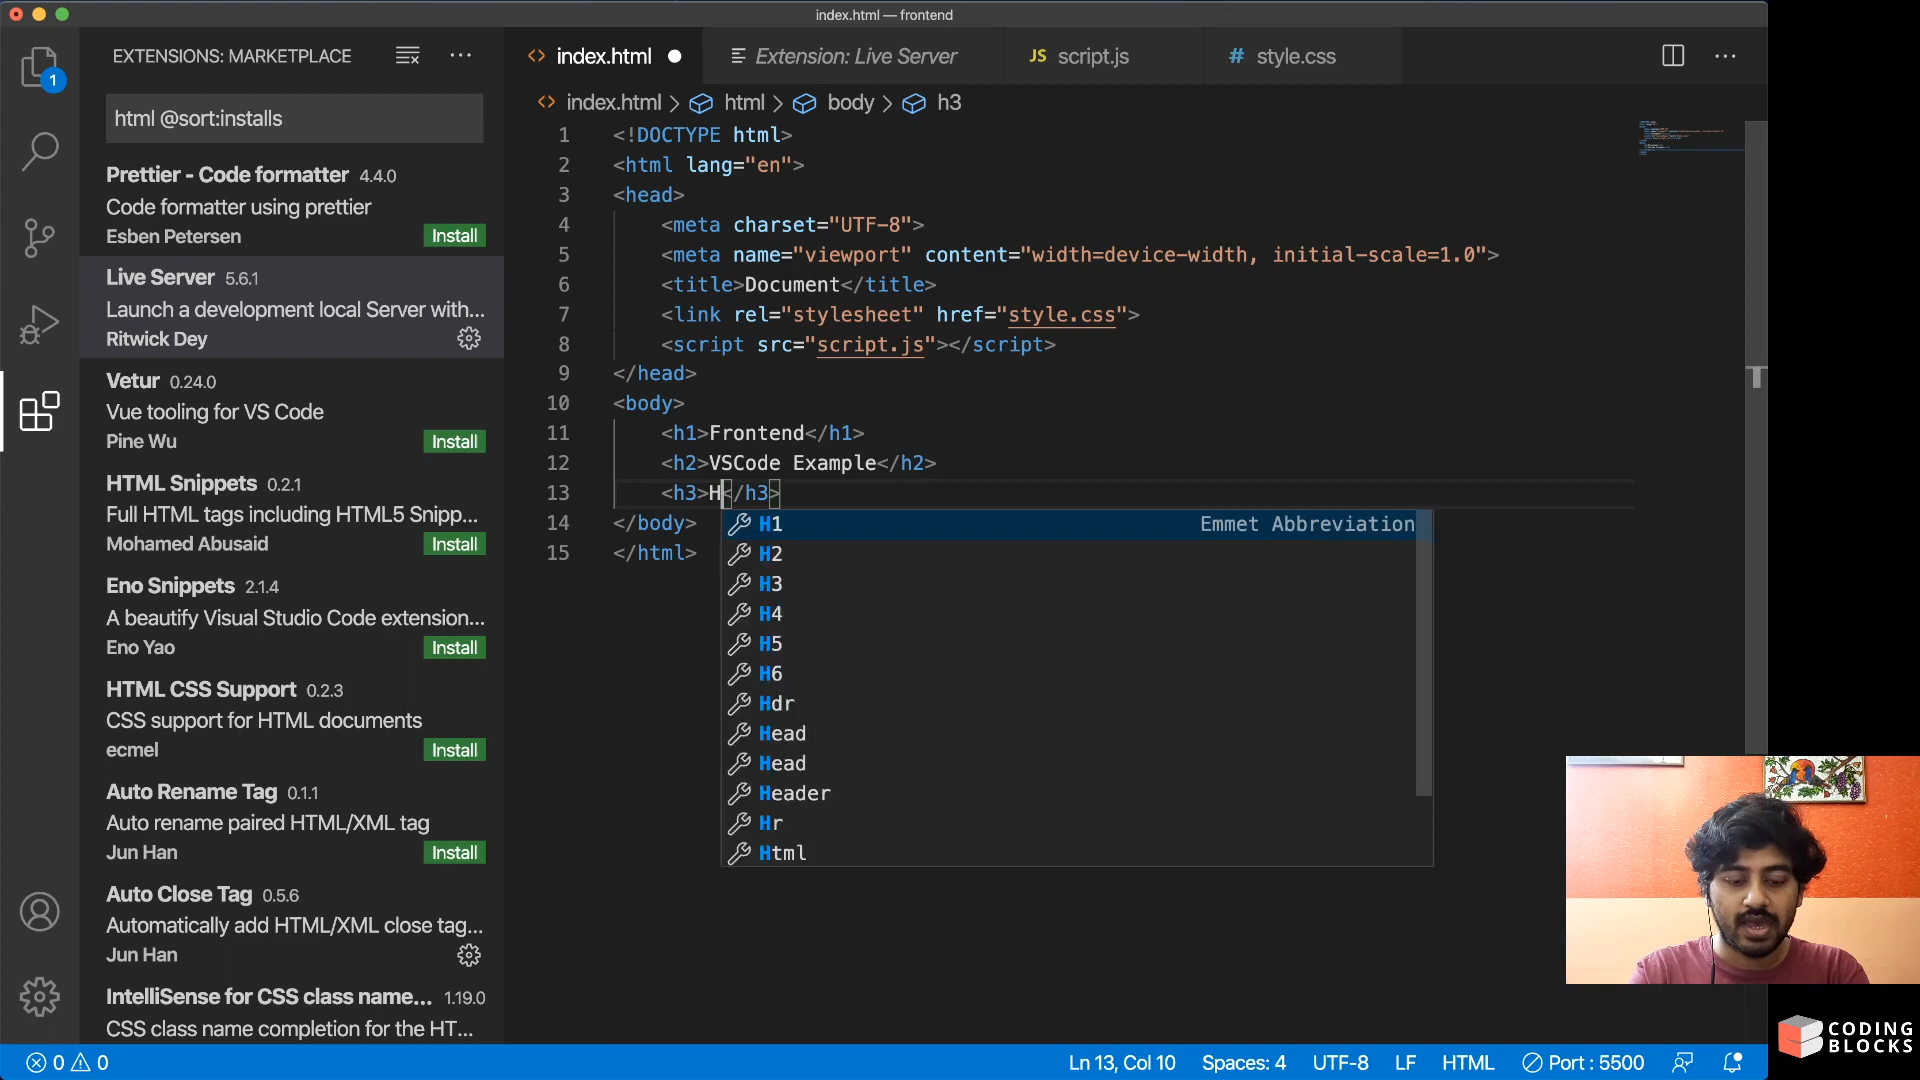 index.html — frontend
EXTENSIONS: MARKETPLACE
index.html
Extension: Live Server
JS script.js
# style.css
1
html @sort:installs
index.html > html > body > h3
Prettier - Code formatter 4.4.0
Code formatter using prettier
Esben Petersen
Install
Live Server 5.6.1
Launch a development local Server with...
Ritwick Dey
Vetur 0.24.0
Vue tooling for VS Code
Pine Wu
Install
HTML Snippets 0.2.1
Full HTML tags including HTML5 Snipp...
Mohamed Abusaid
Install
Eno Snippets 2.1.4
A beautify Visual Studio Code extension...
Eno Yao
Install
HTML CSS Support 0.2.3
CSS support for HTML documents
ecmel
Install
Auto Rename Tag 0.1.1
Auto rename paired HTML/XML tag
Jun Han
Install
Auto Close Tag 0.5.6
Automatically add HTML/XML close tag...
Jun Han
IntelliSense for CSS class name... 1.19.0
CSS class name completion for the HT...
1 <!DOCTYPE html>
2 <html lang="en">
3 <head>
4 <meta charset="UTF-8">
5 <meta name="viewport" content="width=device-width, initial-scale=1.0">
6 <title>Document</title>
7 <link rel="stylesheet" href="style.css">
8 <script src="script.js"></script>
9 </head>
10 <body>
11 <h1>Frontend</h1>
12 <h2>VSCode Example</h2>
13 <h3>H</h3>
14 </body>
15 </html>
H1 Emmet Abbreviation
H2
H3
H4
H5
H6
Hdr
Head
Head
Header
Hr
Html
0 0
Ln 13, Col 10
Spaces: 4
UTF-8
LF
HTML
Port : 5500
CODING
BLOCKS